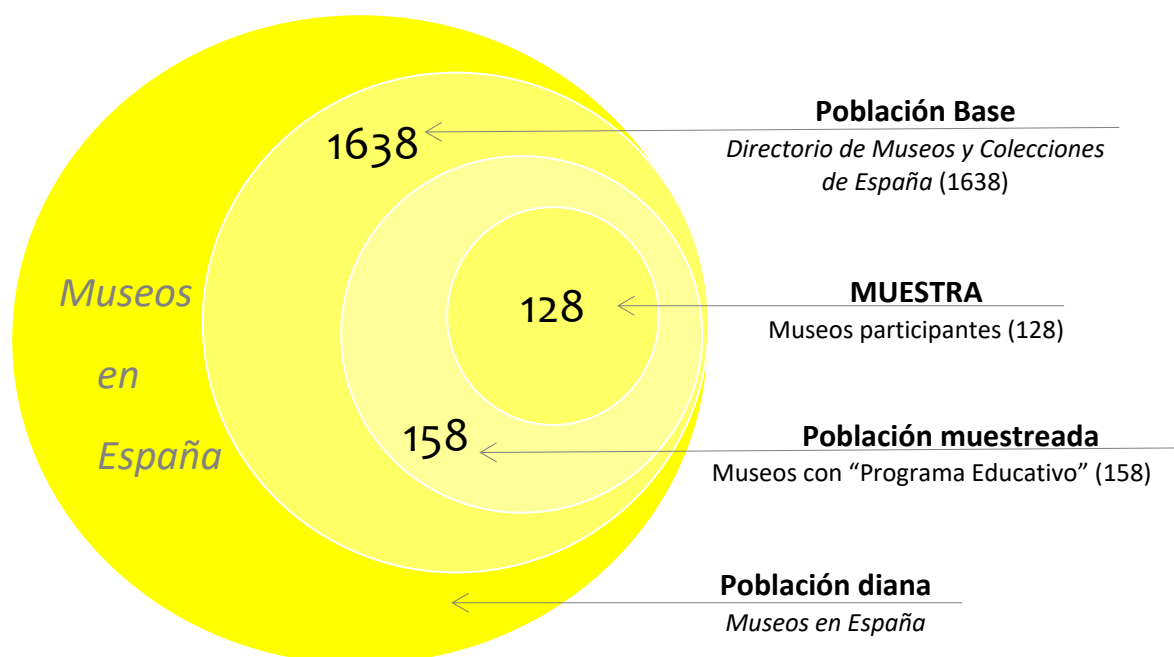 1638
Museos
en
España
128
158
Población Base
Directorio de Museos y Colecciones
de España (1638)
MUESTRA
Museos participantes (128)
Población muestreada
Museos con “Programa Educativo” (158)
Población diana
Museos en España